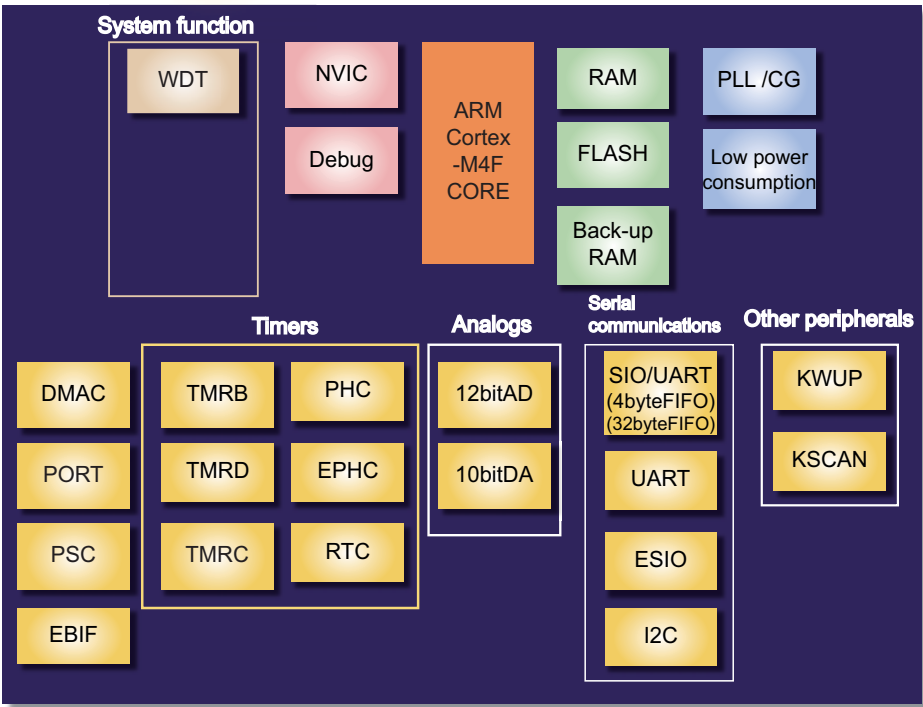 System function
WDT
NVIC
Debug
ARM
Cortex
-M4F
CORE
RAM
FLASH
Back-up
RAM
PLL /CG
Low power
consumption
DMAC
PORT
PSC
EBIF
Timers
TMRB
PHC
TMRD
EPHC
TMRC
RTC
Analogs
12bitAD
10bitDA
Serial
communications
SIO/UART
(4byteFIFO)
(32byteFIFO)
UART
ESIO
I2C
Other peripherals
KWUP
KSCAN